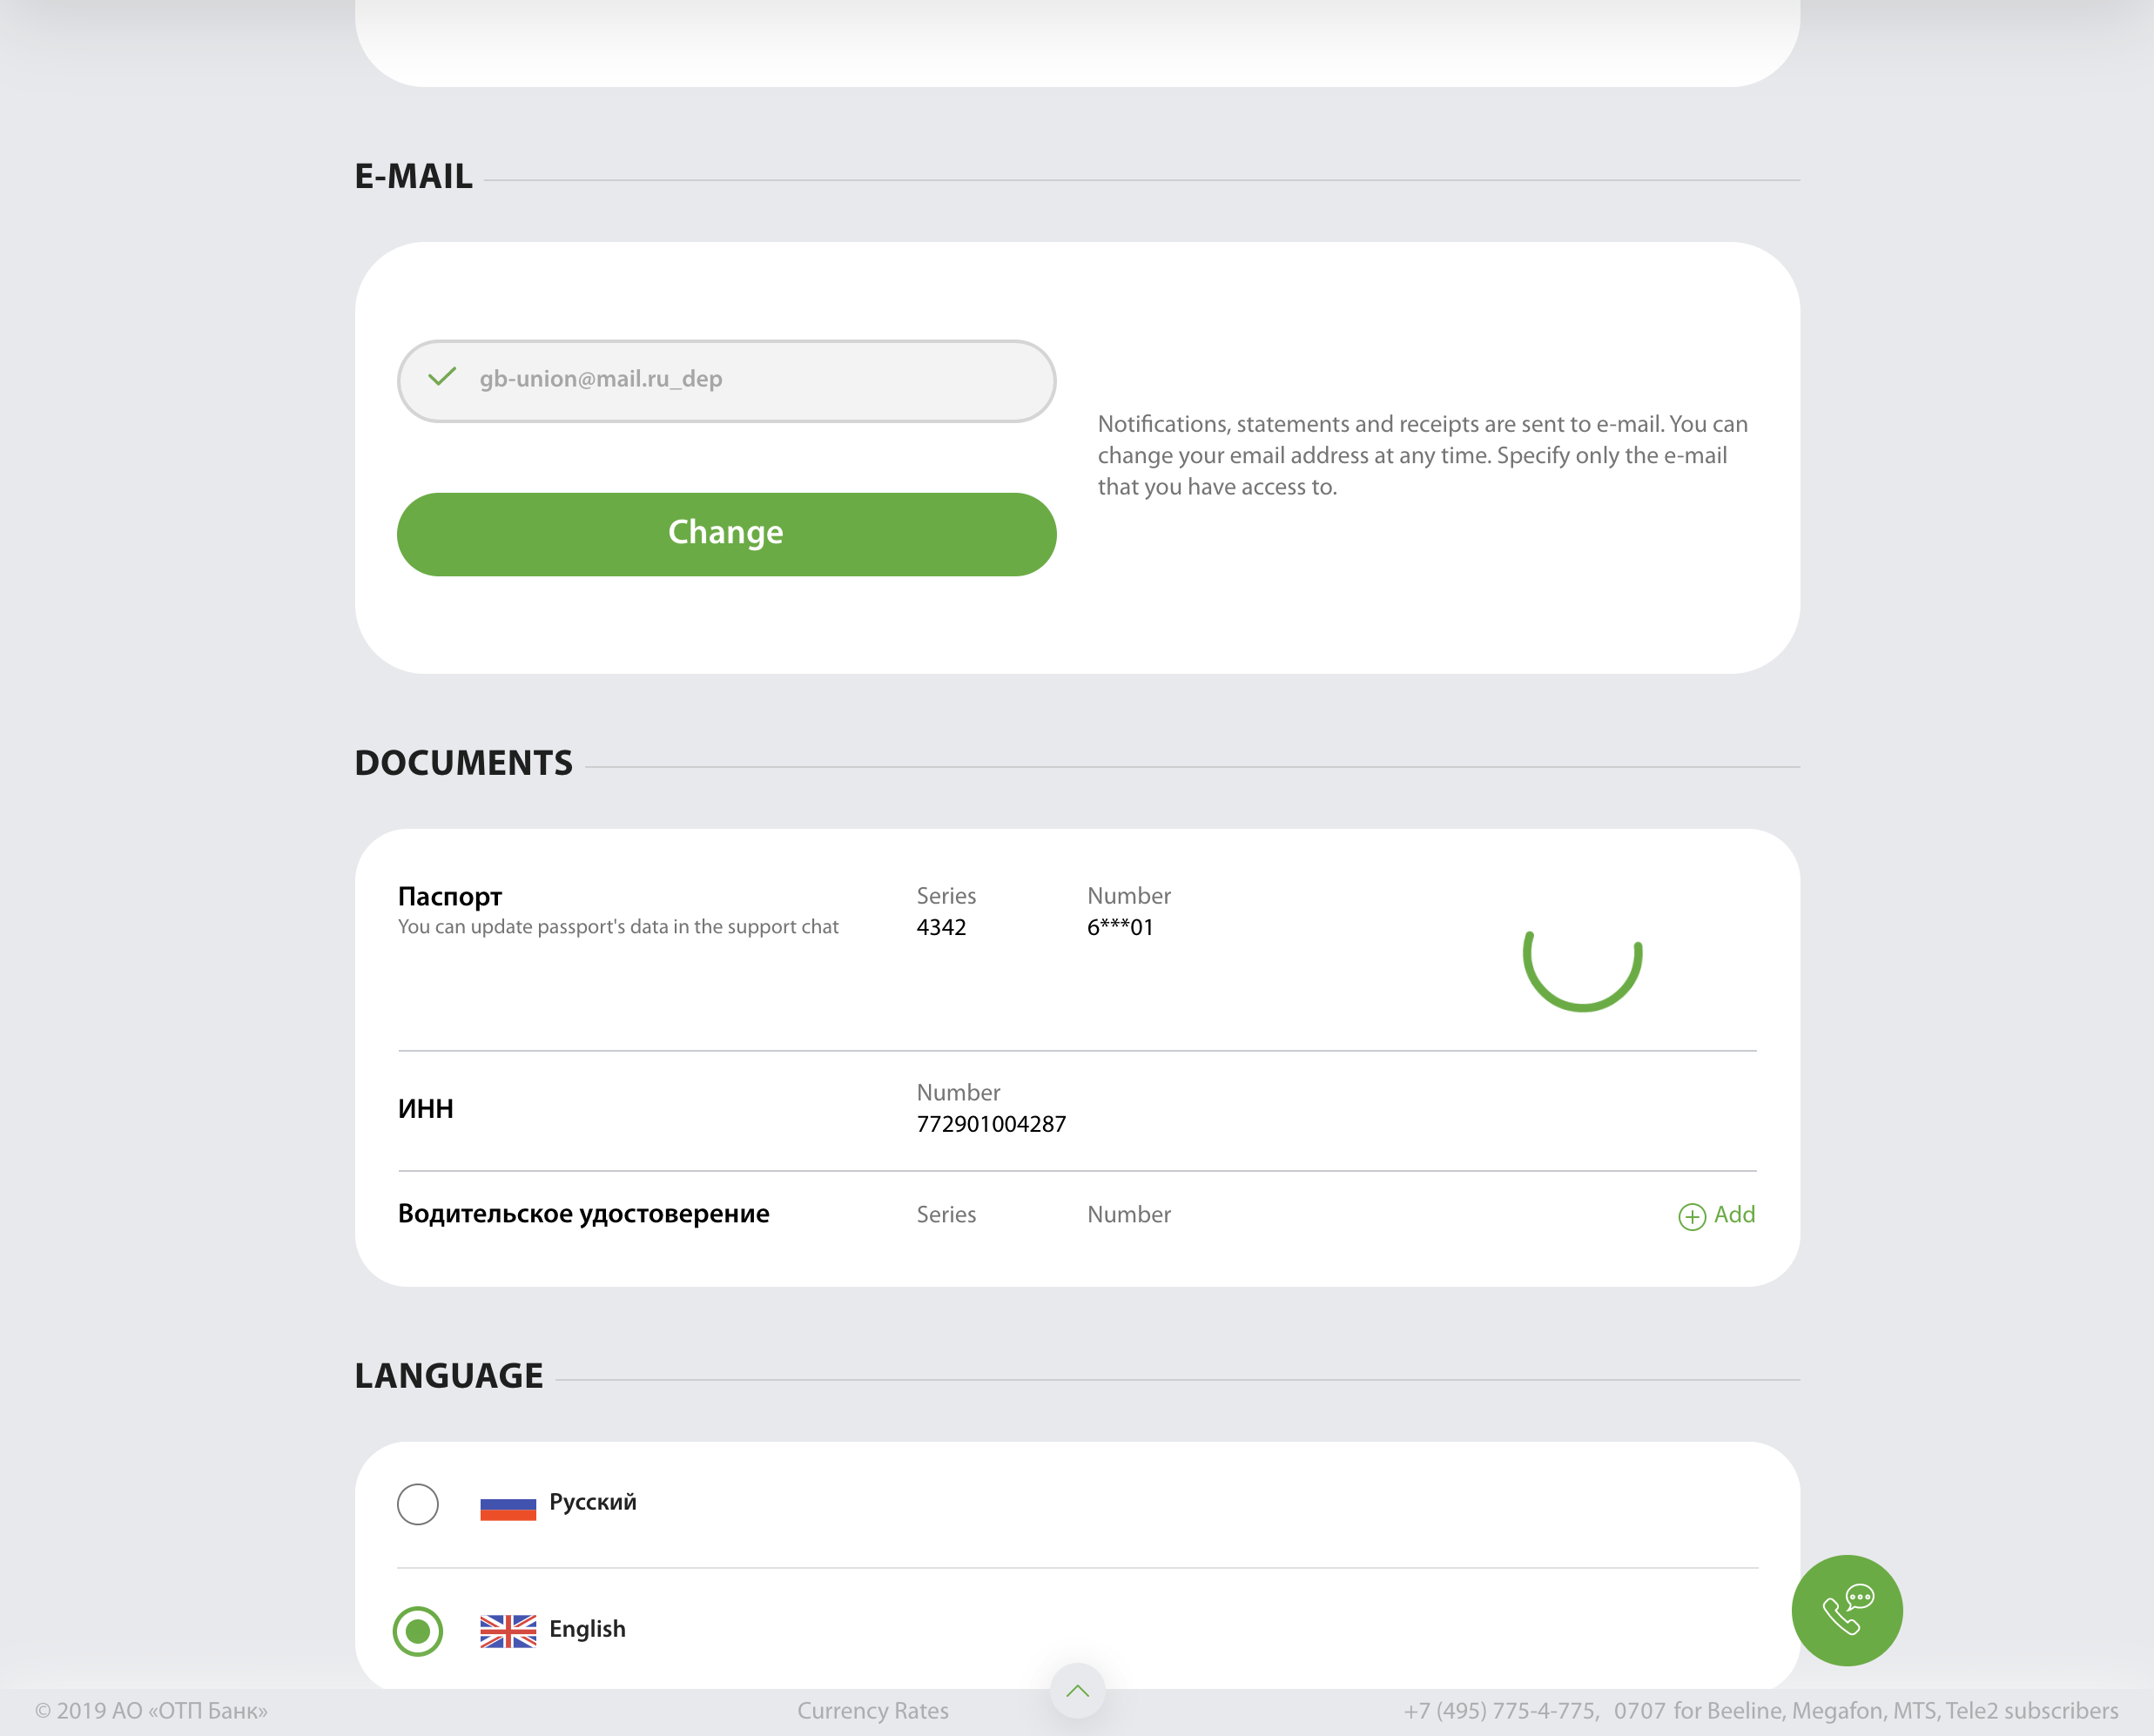 E-MAIL
gb-union@mail.ru_dep
Change
Notifications, statements and receipts are sent to e-mail. You can
change your email address at any time. Specify only the e-mail
that you have access to.
DOCUMENTS
Паспорт
You can update passport's data in the support chat
Series
4342
Number
6***01
ИНН
Number
772901004287
Водительское удостоверение
Series
Number
Add
LANGUAGE
Русский
English
© 2019 АО «ОТП Банк»
Currency Rates
+7 (495) 775-4-775, 0707 for Beeline, Megafon, MTS, Tele2 subscribers